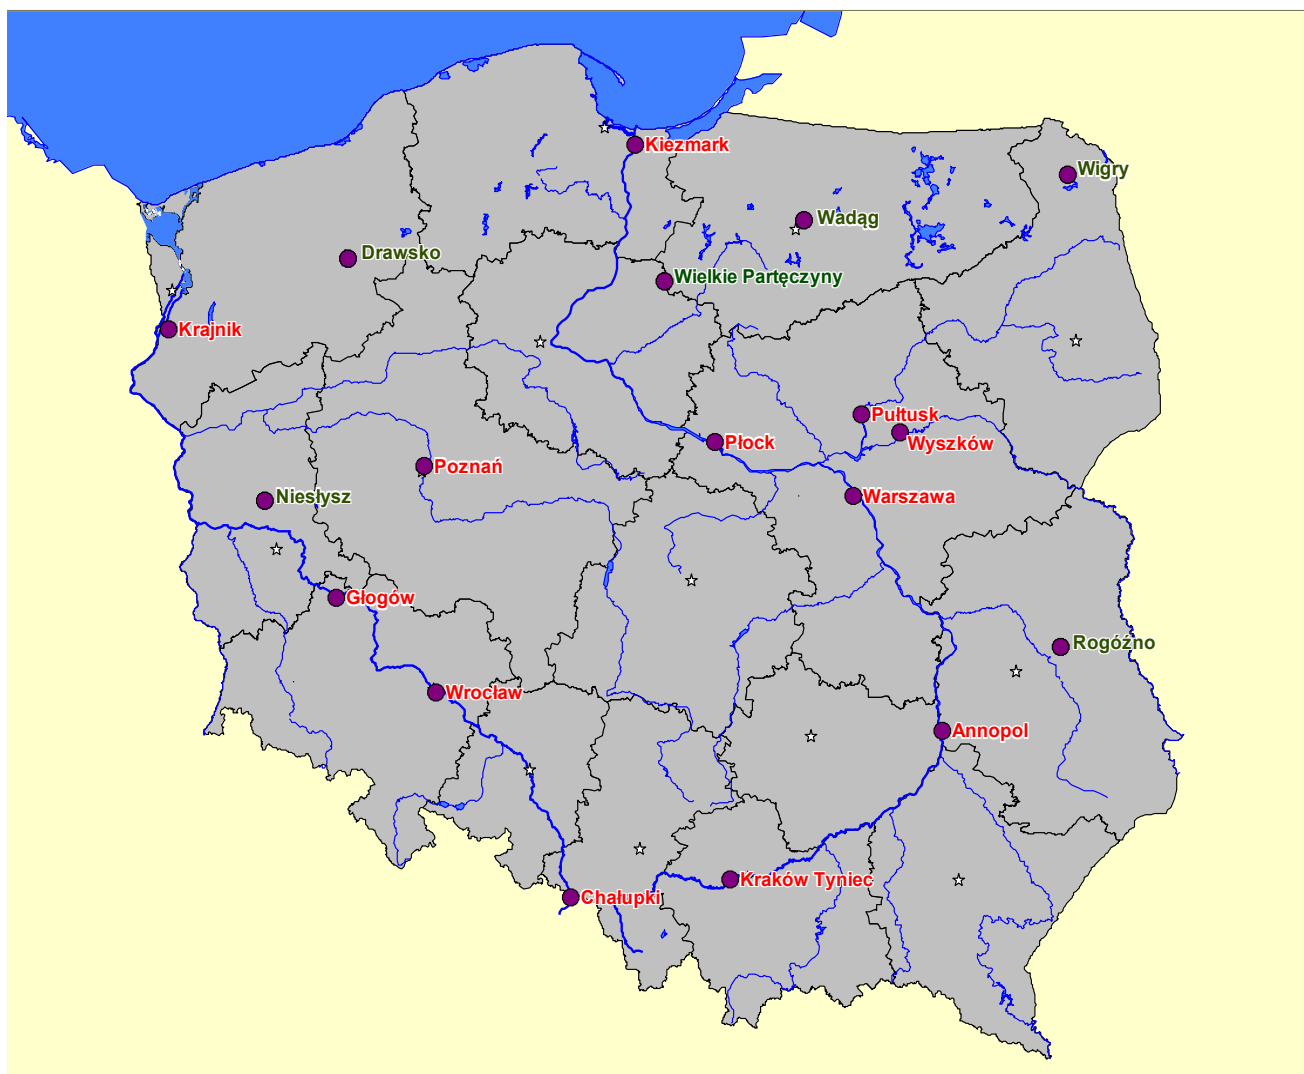 Kiezmark
Wigry
Wadąg
Drawsko
Wielkie Partęczyny
Krajnik
Pułtusk
Płock
Wyszków
Poznań
Niesłysz
Warszawa
Głogów
Rogóźno
Wrocław
Annopol
Kraków Tyniec
Chałupki